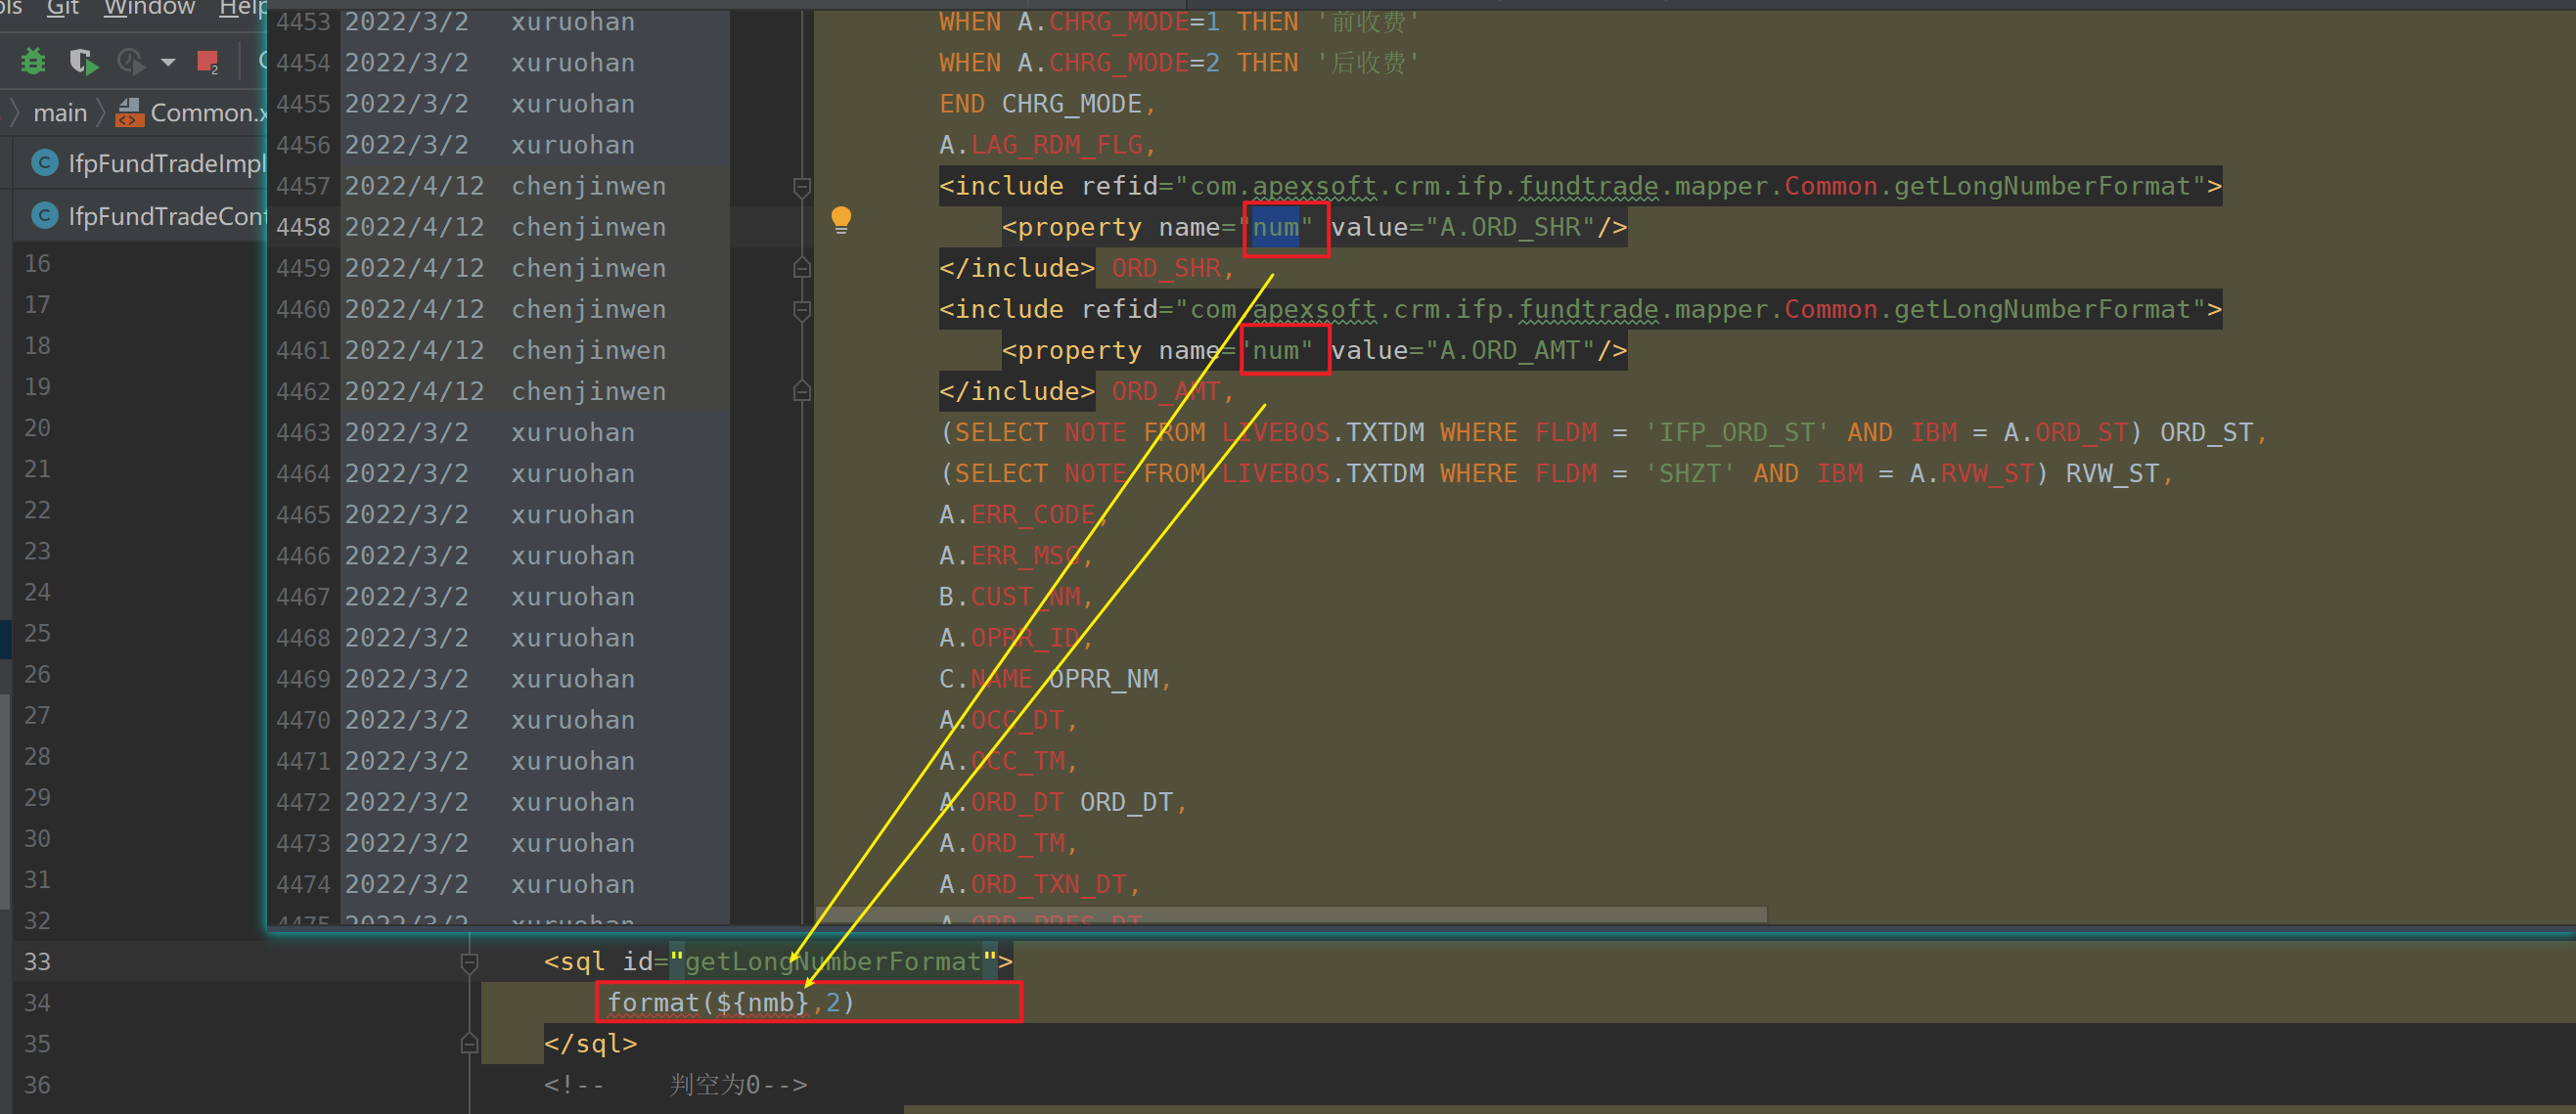 ols Git Window Help
2
main Common.x
IfpFundTradeImpl
IfpFundTradeCont
4453 2022/3/2 xuruohan WHEN A.CHRG_MODE=1 THEN '前收费'
4454 2022/3/2 xuruohan WHEN A.CHRG_MODE=2 THEN '后收费'
4455 2022/3/2 xuruohan END CHRG_MODE,
4456 2022/3/2 xuruohan A.LAG_RDM_FLG,
4457 2022/4/12 chenjinwen <include refid="com.apexsoft.crm.ifp.fundtrade.mapper.Common.getLongNumberFormat">
4458 2022/4/12 chenjinwen <property name="num" value="A.ORD_SHR"/>
4459 2022/4/12 chenjinwen </include> ORD_SHR,
4460 2022/4/12 chenjinwen <include refid="com.apexsoft.crm.ifp.fundtrade.mapper.Common.getLongNumberFormat">
4461 2022/4/12 chenjinwen <property name="num" value="A.ORD_AMT"/>
4462 2022/4/12 chenjinwen </include> ORD_AMT,
4463 2022/3/2 xuruohan (SELECT NOTE FROM LIVEBOS.TXTDM WHERE FLDM = 'IFP_ORD_ST' AND IBM = A.ORD_ST) ORD_ST,
4464 2022/3/2 xuruohan (SELECT NOTE FROM LIVEBOS.TXTDM WHERE FLDM = 'SHZT' AND IBM = A.RVW_ST) RVW_ST,
4465 2022/3/2 xuruohan A.ERR_CODE,
4466 2022/3/2 xuruohan A.ERR_MSG,
4467 2022/3/2 xuruohan B.CUST_NM,
4468 2022/3/2 xuruohan A.OPRR_ID,
4469 2022/3/2 xuruohan C.NAME OPRR_NM,
4470 2022/3/2 xuruohan A.OCC_DT,
4471 2022/3/2 xuruohan A.OCC_TM,
4472 2022/3/2 xuruohan A.ORD_DT ORD_DT,
4473 2022/3/2 xuruohan A.ORD_TM,
4474 2022/3/2 xuruohan A.ORD_TXN_DT,
4475 2022/3/2 xuruohan A.ORD_PRES_DT
16
17
18
19
20
21
22
23
24
25
26
27
28
29
30
31
32
33 <sql id="getLongNumberFormat">
34 format(${nmb},2)
35 </sql>
36 <!-- 判空为0-->